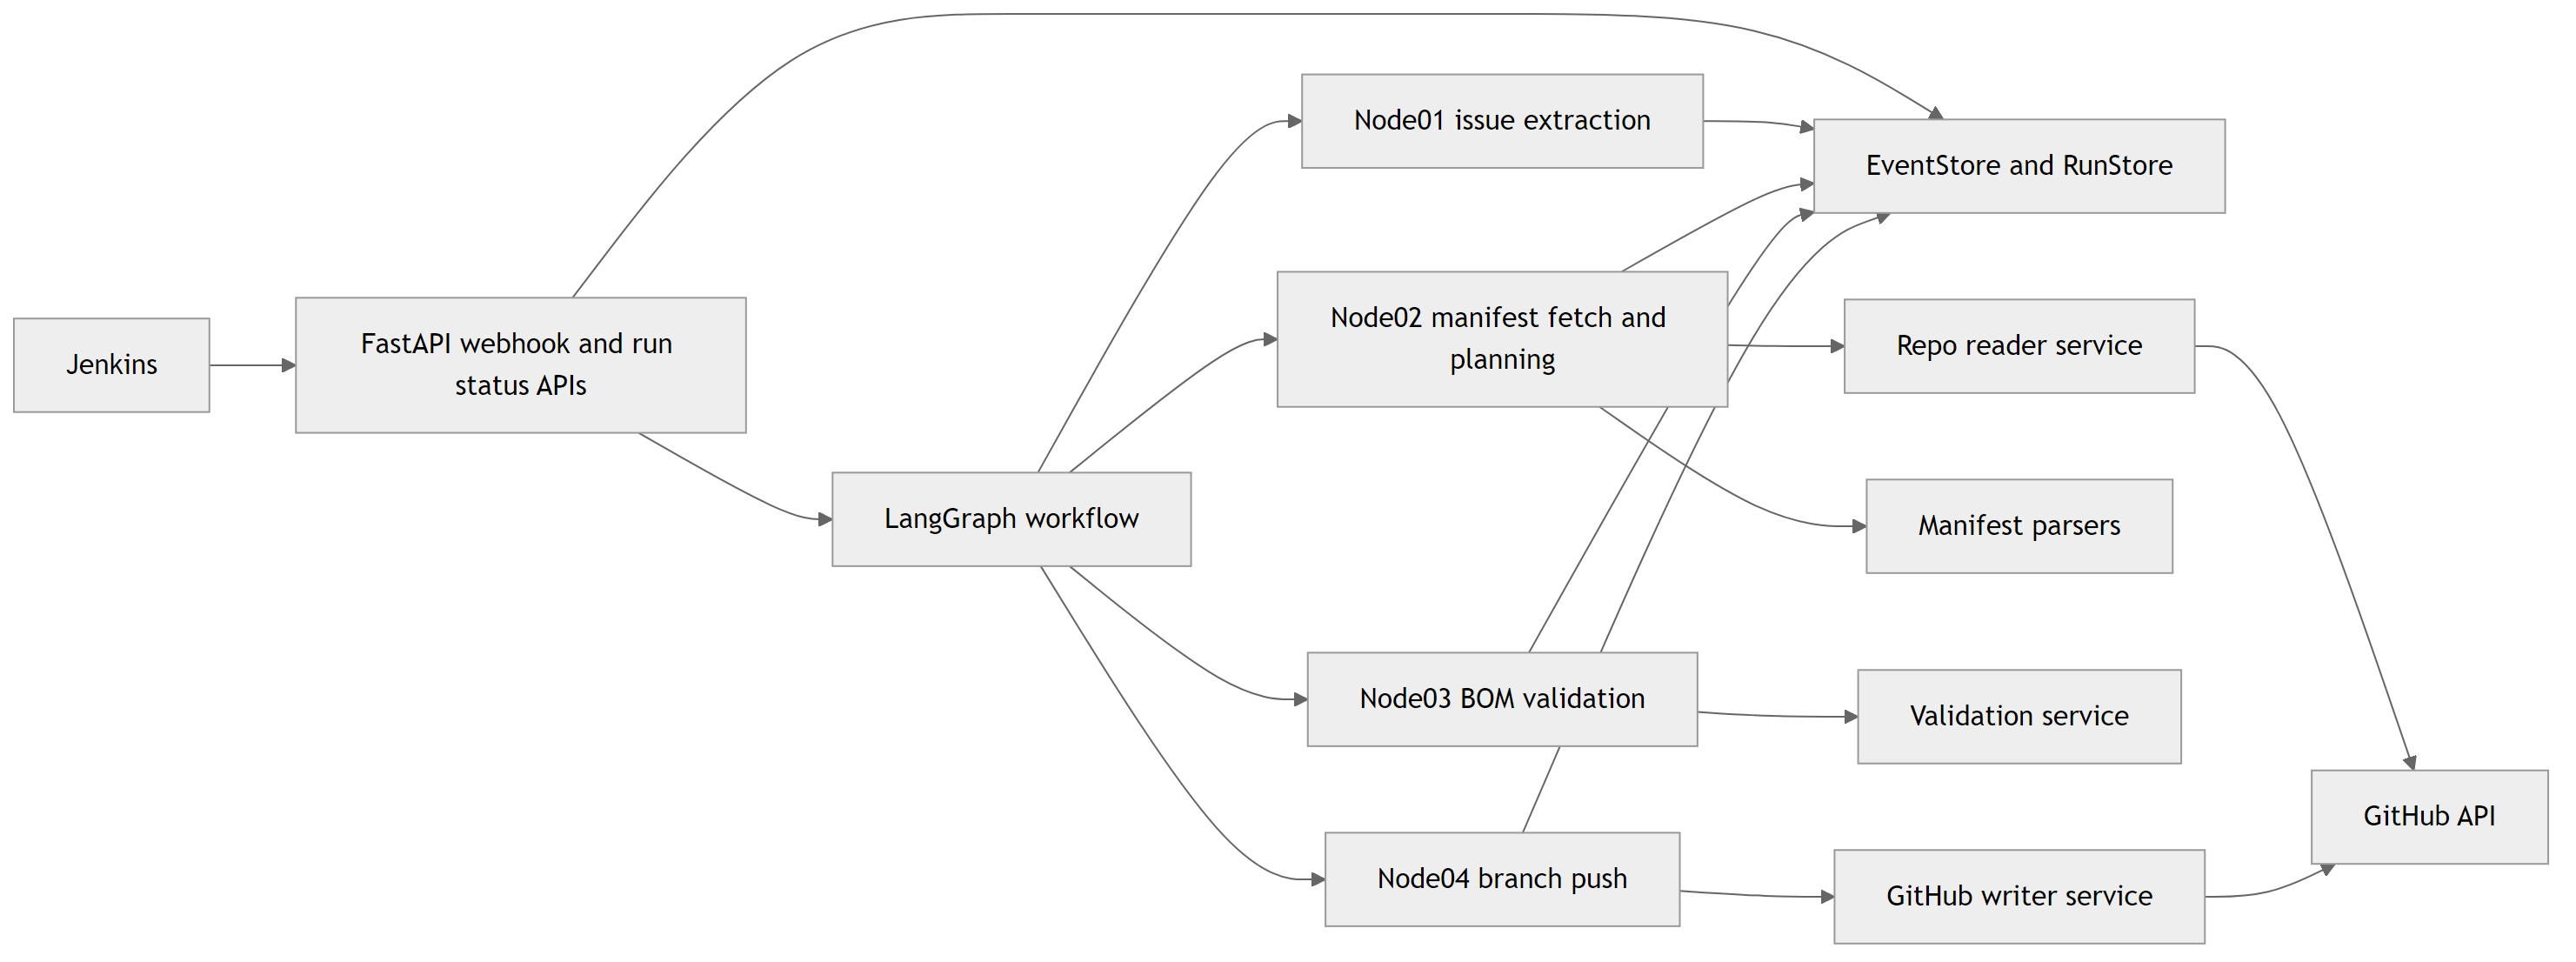 Jenkins
FastAPI webhook and run
status APIs
LangGraph workflow
Node01 issue extraction
Node02 manifest fetch and
planning
Node03 BOM validation
Node04 branch push
EventStore and RunStore
Repo reader service
Manifest parsers
Validation service
GitHub writer service
GitHub API